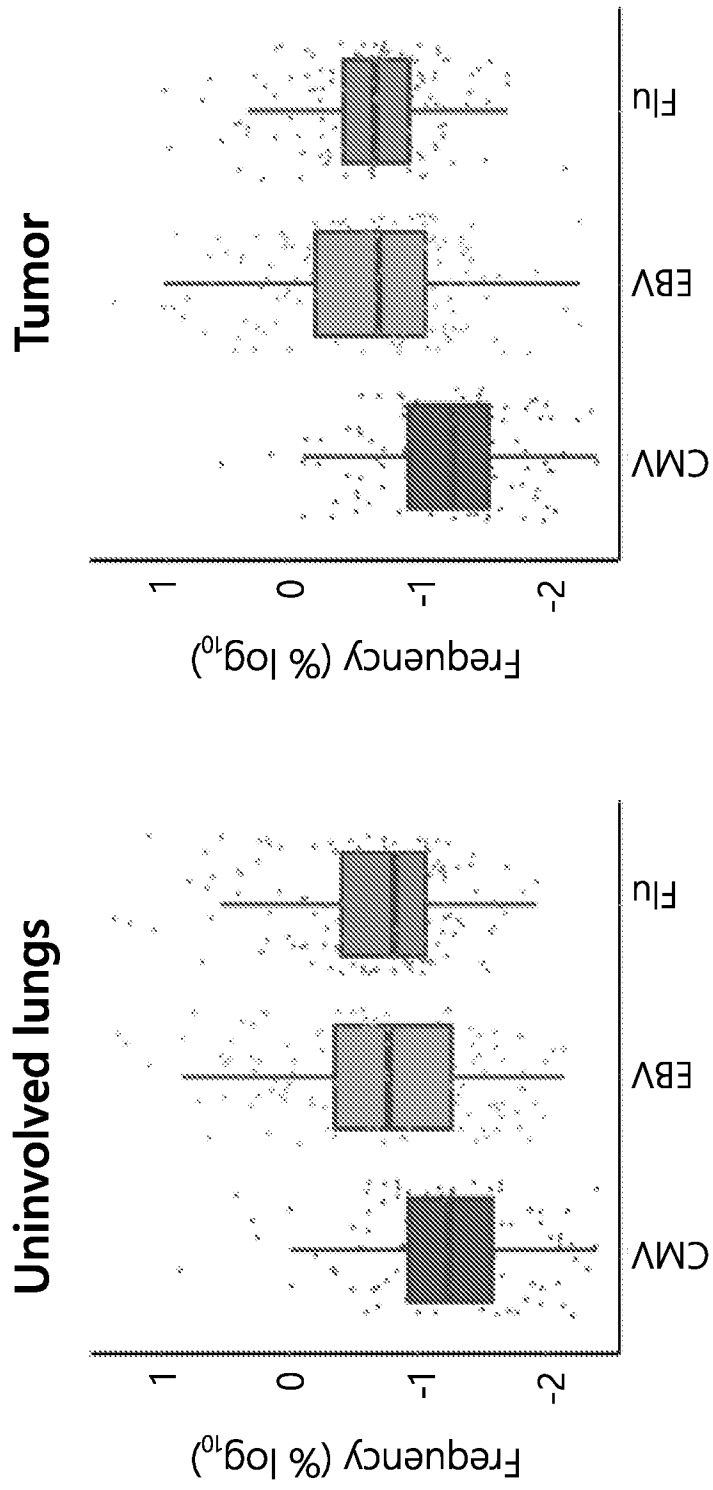 Uninvolved lungs
Frequency (% log10)
1
0
-1
-2
CMV
EBV
Flu
Tumor
Frequency (% log10)
1
0
-1
-2
CMV
EBV
Flu